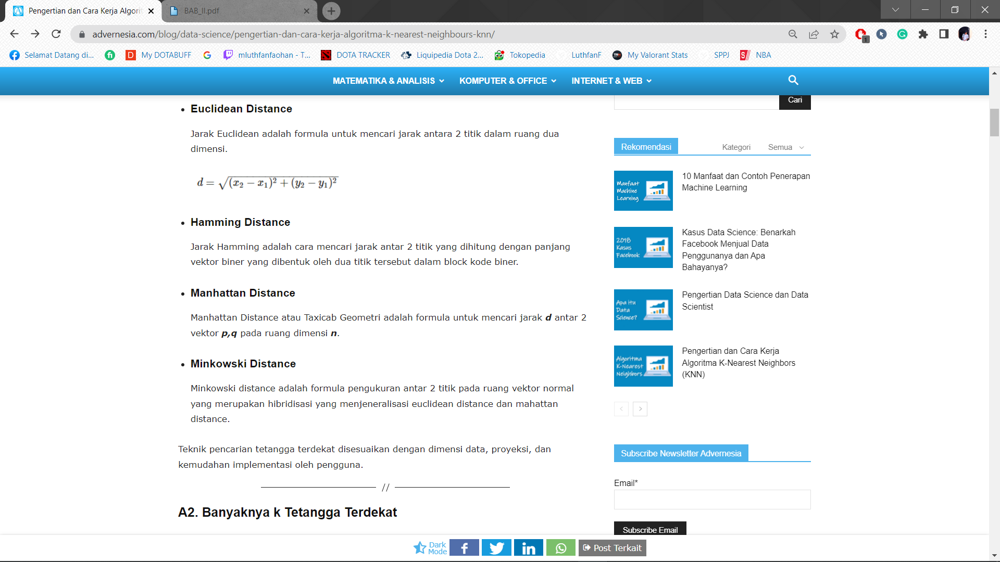 Pengertian dan Cara Kerja Algorit
BAB_II.pdf
advernesia.com/blog/data-science/pengertian-dan-cara-kerja-algoritma-k-nearest-neighbours-knn/
1
Selamat Datang di...
My DOTABUFF
mluthfanfaohan - T...
DOTA TRACKER
Liquipedia Dota 2...
Tokopedia
LuthfanF
My Valorant Stats
SPPJ
NBA
MATEMATIKA & ANALISIS
KOMPUTER & OFFICE
INTERNET & WEB
Cari
• Euclidean Distance
Jarak Euclidean adalah formula untuk mencari jarak antara 2 titik dalam ruang dua
dimensi.
d = √(x₂ − x₁)² + (y₂ − y₁)²
• Hamming Distance
Jarak Hamming adalah cara mencari jarak antar 2 titik yang dihitung dengan panjang
vektor biner yang dibentuk oleh dua titik tersebut dalam block kode biner.
• Manhattan Distance
Manhattan Distance atau Taxicab Geometri adalah formula untuk mencari jarak d antar 2
vektor p,q pada ruang dimensi n.
• Minkowski Distance
Minkowski distance adalah formula pengukuran antar 2 titik pada ruang vektor normal
yang merupakan hibridisasi yang menjeneralisasi euclidean distance dan mahattan
distance.
Teknik pencarian tetangga terdekat disesuaikan dengan dimensi data, proyeksi, dan
kemudahan implementasi oleh pengguna.
//
A2. Banyaknya k Tetangga Terdekat
Rekomendasi
Kategori
Semua
Manfaat
Machine
Learning
10 Manfaat dan Contoh Penerapan
Machine Learning
2018
Kasus
Facebook
Kasus Data Science: Benarkah
Facebook Menjual Data
Penggunanya dan Apa
Bahayanya?
Apa itu
Data
Science?
Pengertian Data Science dan Data
Scientist
Algoritma
K-Nearest
Neighbors
Pengertian dan Cara Kerja
Algoritma K-Nearest Neighbors
(KNN)
Subscribe Newsletter Advernesia
Email*
Subscribe Email
Dark
Mode
Post Terkait